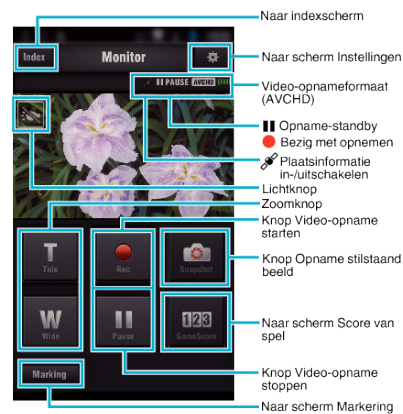 Naar indexscherm
Index
Monitor
Naar scherm Instellingen
PAUSE AVCHD
Video-opnameformaat
(AVCHD)
Opname-standby
Bezig met opnemen
Plaatsinformatie
in-/uitschakelen
Lichtknop
Zoomknop
Knop Video-opname
starten
T
Tele
Rec
Snapshot
Knop Opname stilstaand
beeld
W
Wide
Pause
123
GameScore
Naar scherm Score van
spel
Marking
Knop Video-opname
stoppen
Naar scherm Markering